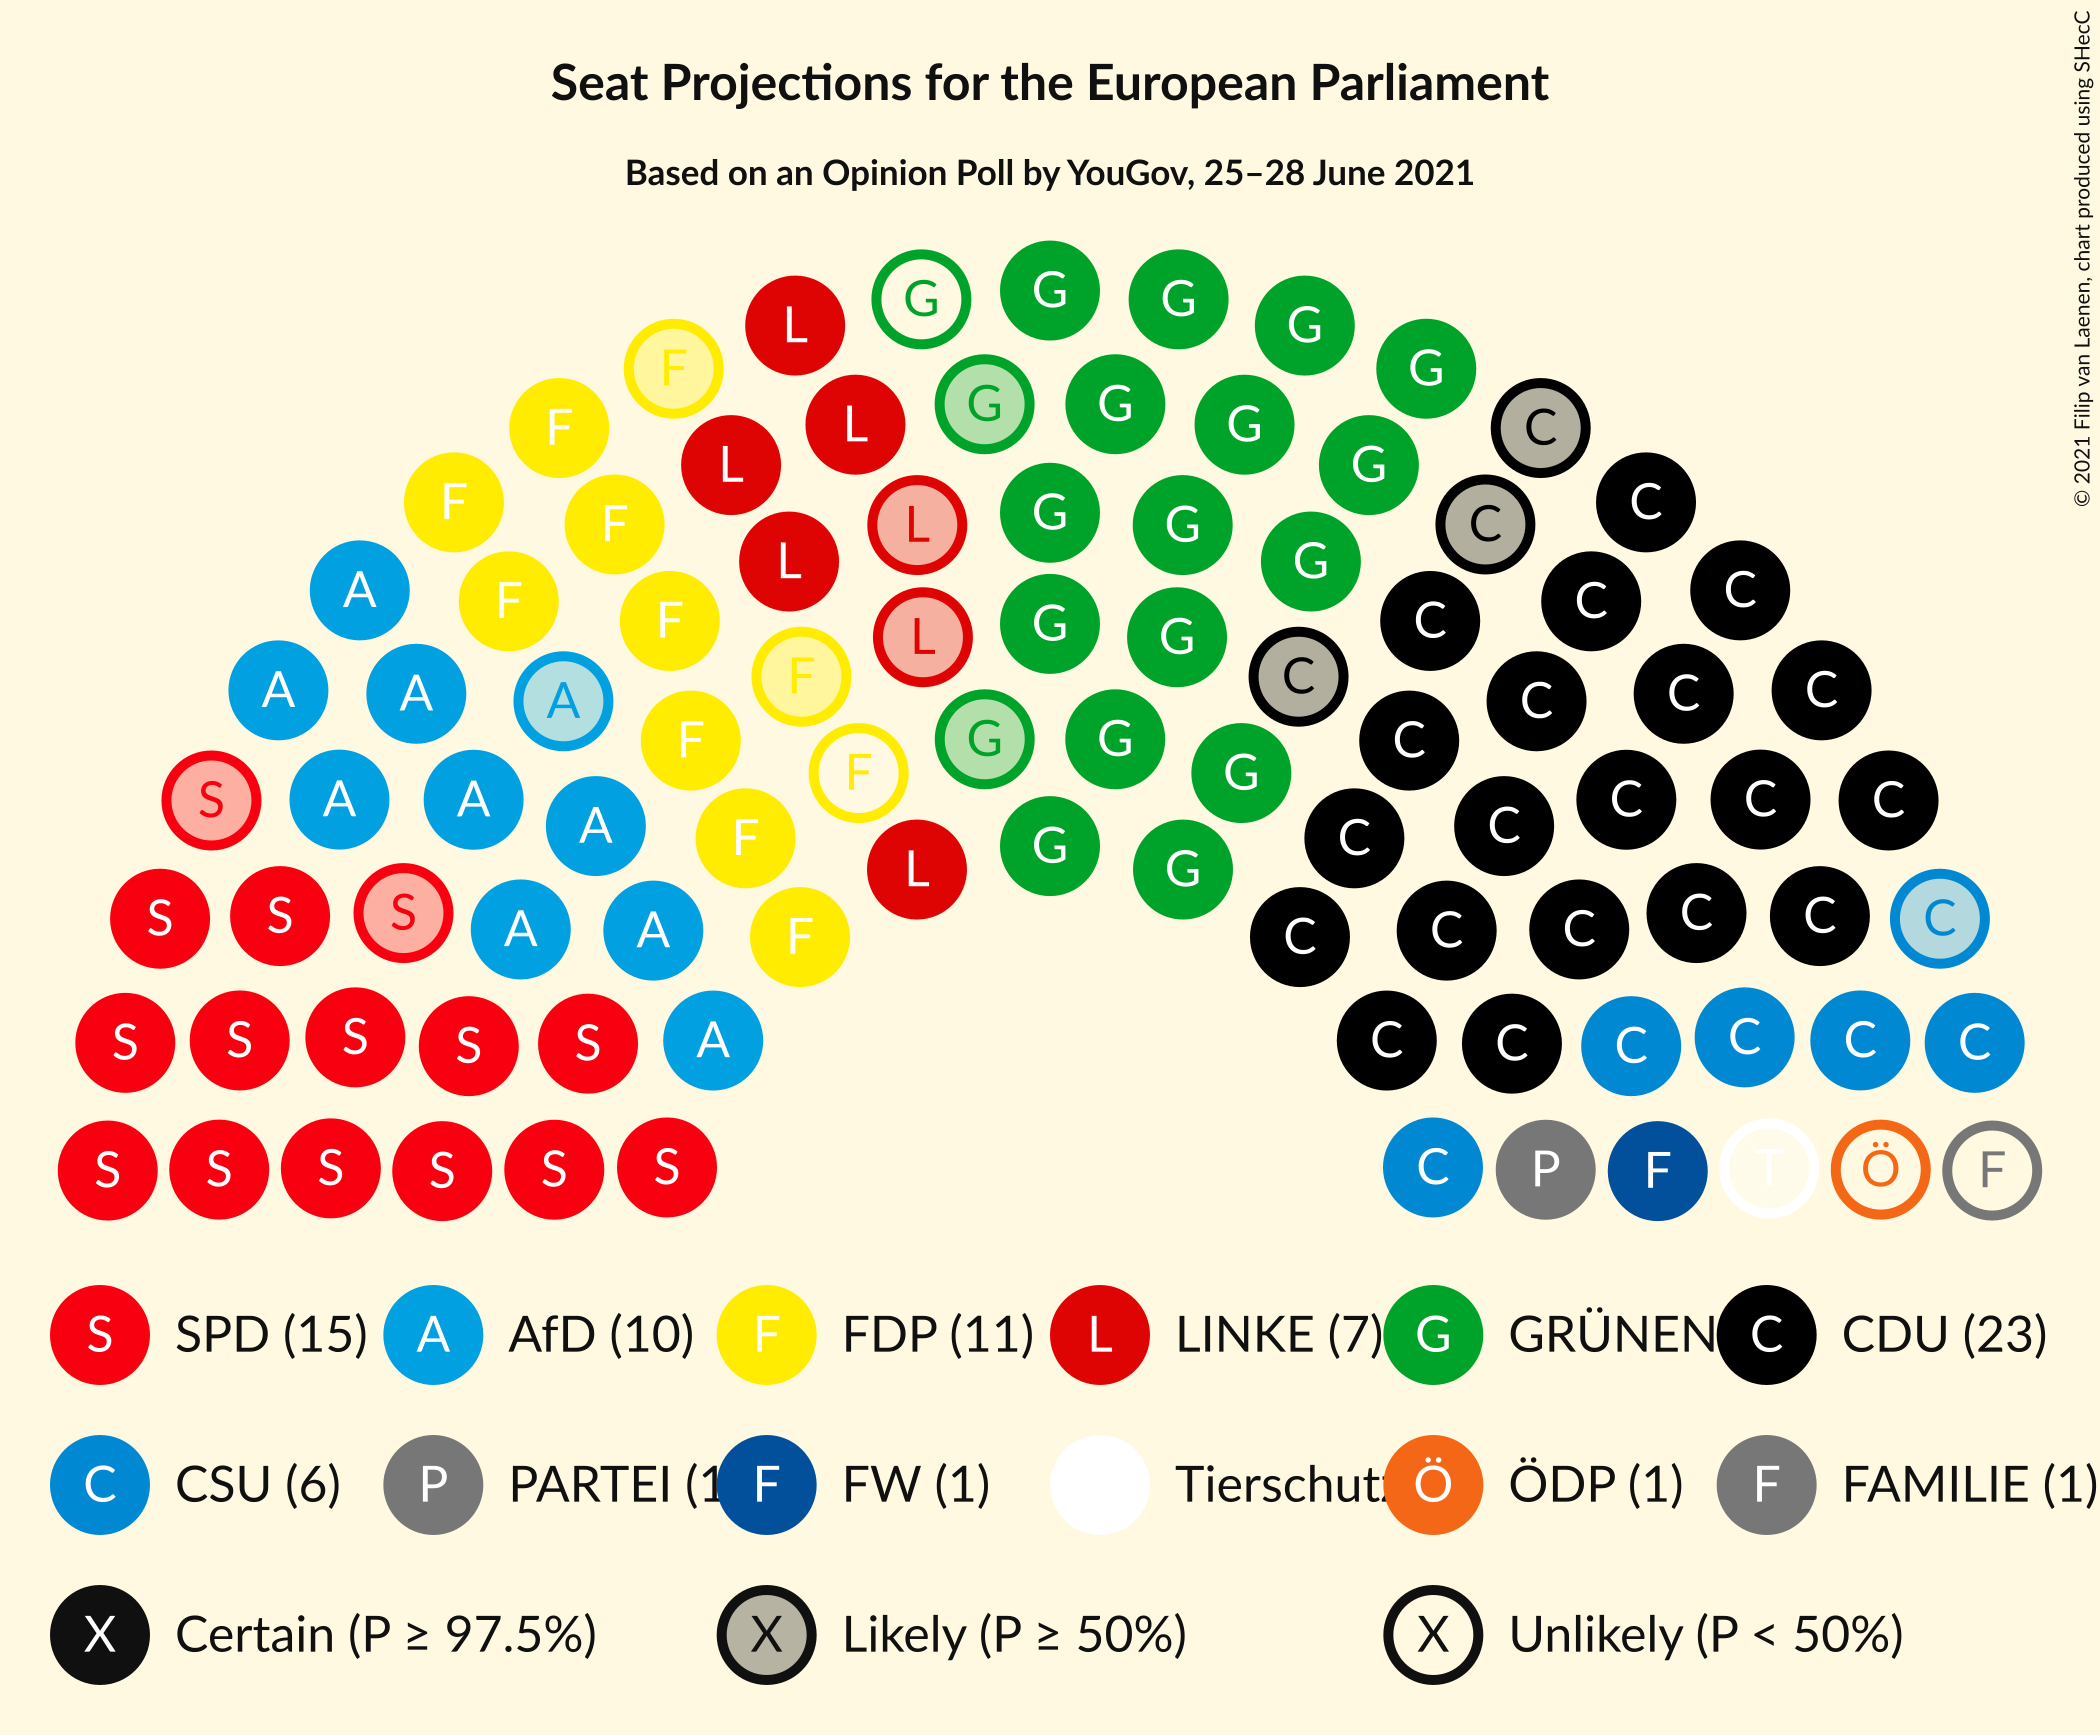 Seat Projections for the European Parliament
Based on an Opinion Poll by YouGov, 25–28 June 2021
© 2021 Filip van Laenen, chart produced using SHecC
G G G G G
L C
F G G G C
F L L G C C
F F L G G G C C
A F F L G G C C C
A A A F F C C C C C
S A A A F F G G G C C C C C
S S S A A F L G G C C C C C C
S S S S S A C C C C C C
S S S S S S C P F T Ö F
S SPD (15) A AfD (10) F FDP (11) L LINKE (7) G GRÜNEN C CDU (23)
C CSU (6) P PARTEI (1 F FW (1) Tierschutz Ö ÖDP (1) F FAMILIE (1)
X Certain (P ≥ 97.5%) X Likely (P ≥ 50%) X Unlikely (P < 50%)